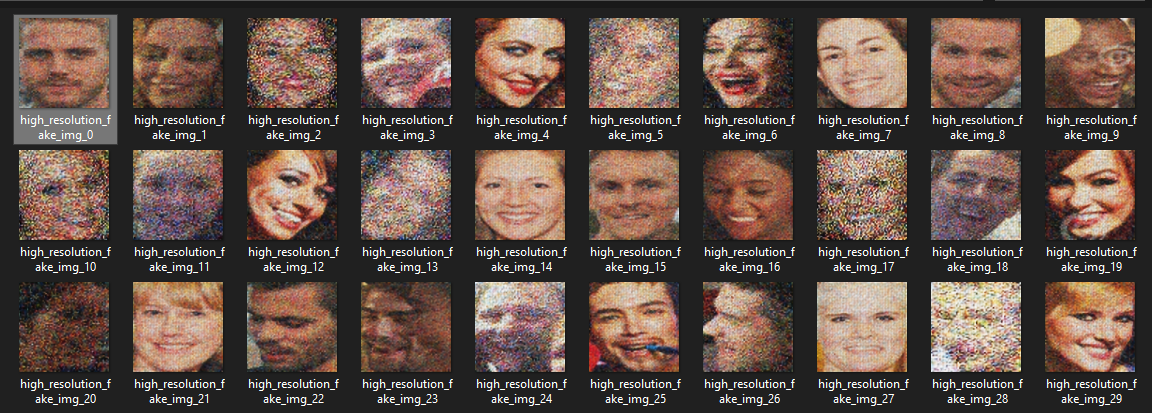 high_resolution_f
ake_img_0
high_resolution_f
ake_img_1
high_resolution_f
ake_img_2
high_resolution_f
ake_img_3
high_resolution_f
ake_img_4
high_resolution_f
ake_img_5
high_resolution_f
ake_img_6
high_resolution_f
ake_img_7
high_resolution_f
ake_img_8
high_resolution_f
ake_img_9
high_resolution_f
ake_img_10
high_resolution_f
ake_img_11
high_resolution_f
ake_img_12
high_resolution_f
ake_img_13
high_resolution_f
ake_img_14
high_resolution_f
ake_img_15
high_resolution_f
ake_img_16
high_resolution_f
ake_img_17
high_resolution_f
ake_img_18
high_resolution_f
ake_img_19
high_resolution_f
ake_img_20
high_resolution_f
ake_img_21
high_resolution_f
ake_img_22
high_resolution_f
ake_img_23
high_resolution_f
ake_img_24
high_resolution_f
ake_img_25
high_resolution_f
ake_img_26
high_resolution_f
ake_img_27
high_resolution_f
ake_img_28
high_resolution_f
ake_img_29